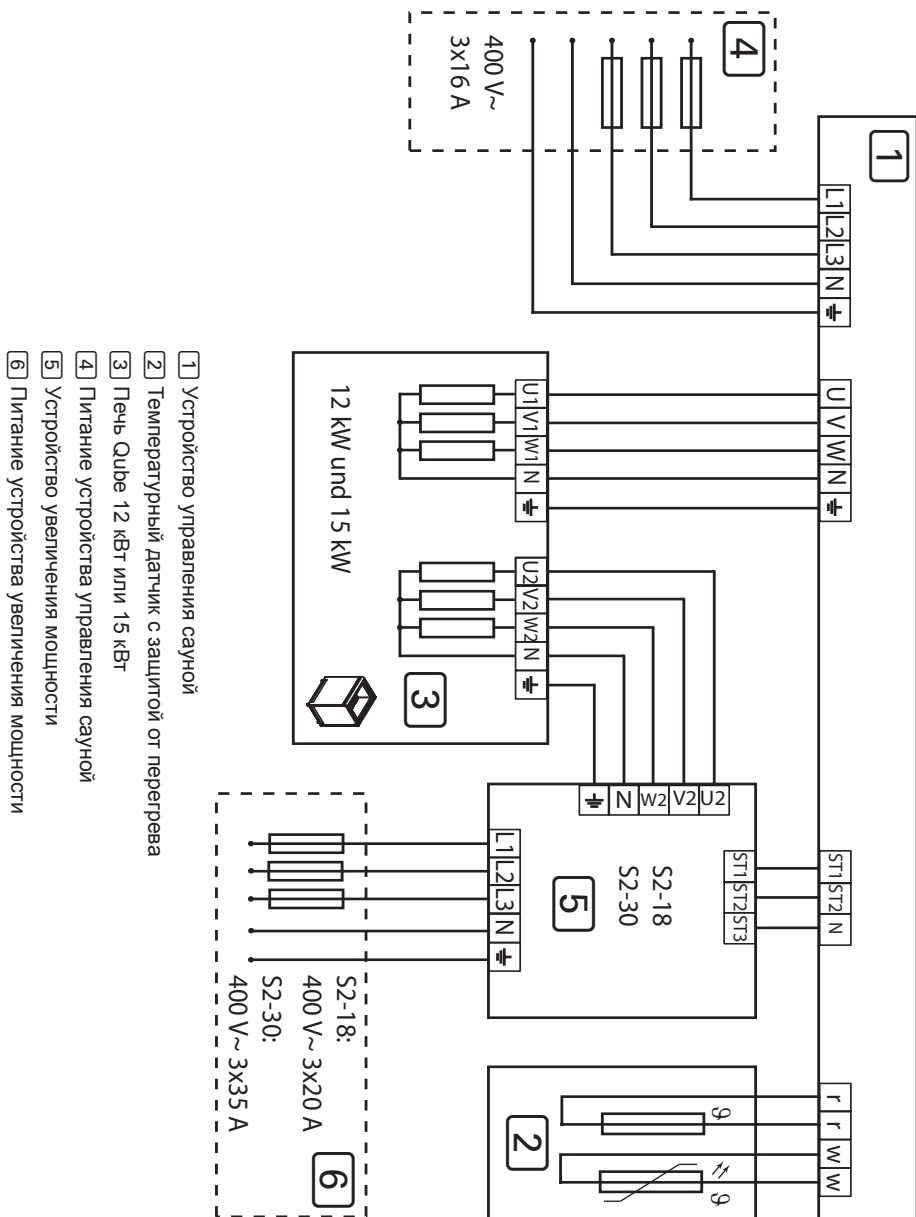 1
L1 L2 L3 N
U V W N
ST1 ST2 N
r r w w
4
400 V~
3x16 A
U1 V1 W1 N
U2 V2 W2 N
12 kW und 15 kW
3
N W2 V2 U2
ST1 ST2 ST3
S2-18
S2-30
5
L1 L2 L3 N
S2-18:
400 V~ 3x20 A
S2-30:
400 V~ 3x35 A
6
ϑ
ϑ
2
1 Устройство управления сауной
2 Температурный датчик с защитой от перегрева
3 Печь Qube 12 кВт или 15 кВт
4 Питание устройства управления сауной
5 Устройство увеличения мощности
6 Питание устройства увеличения мощности